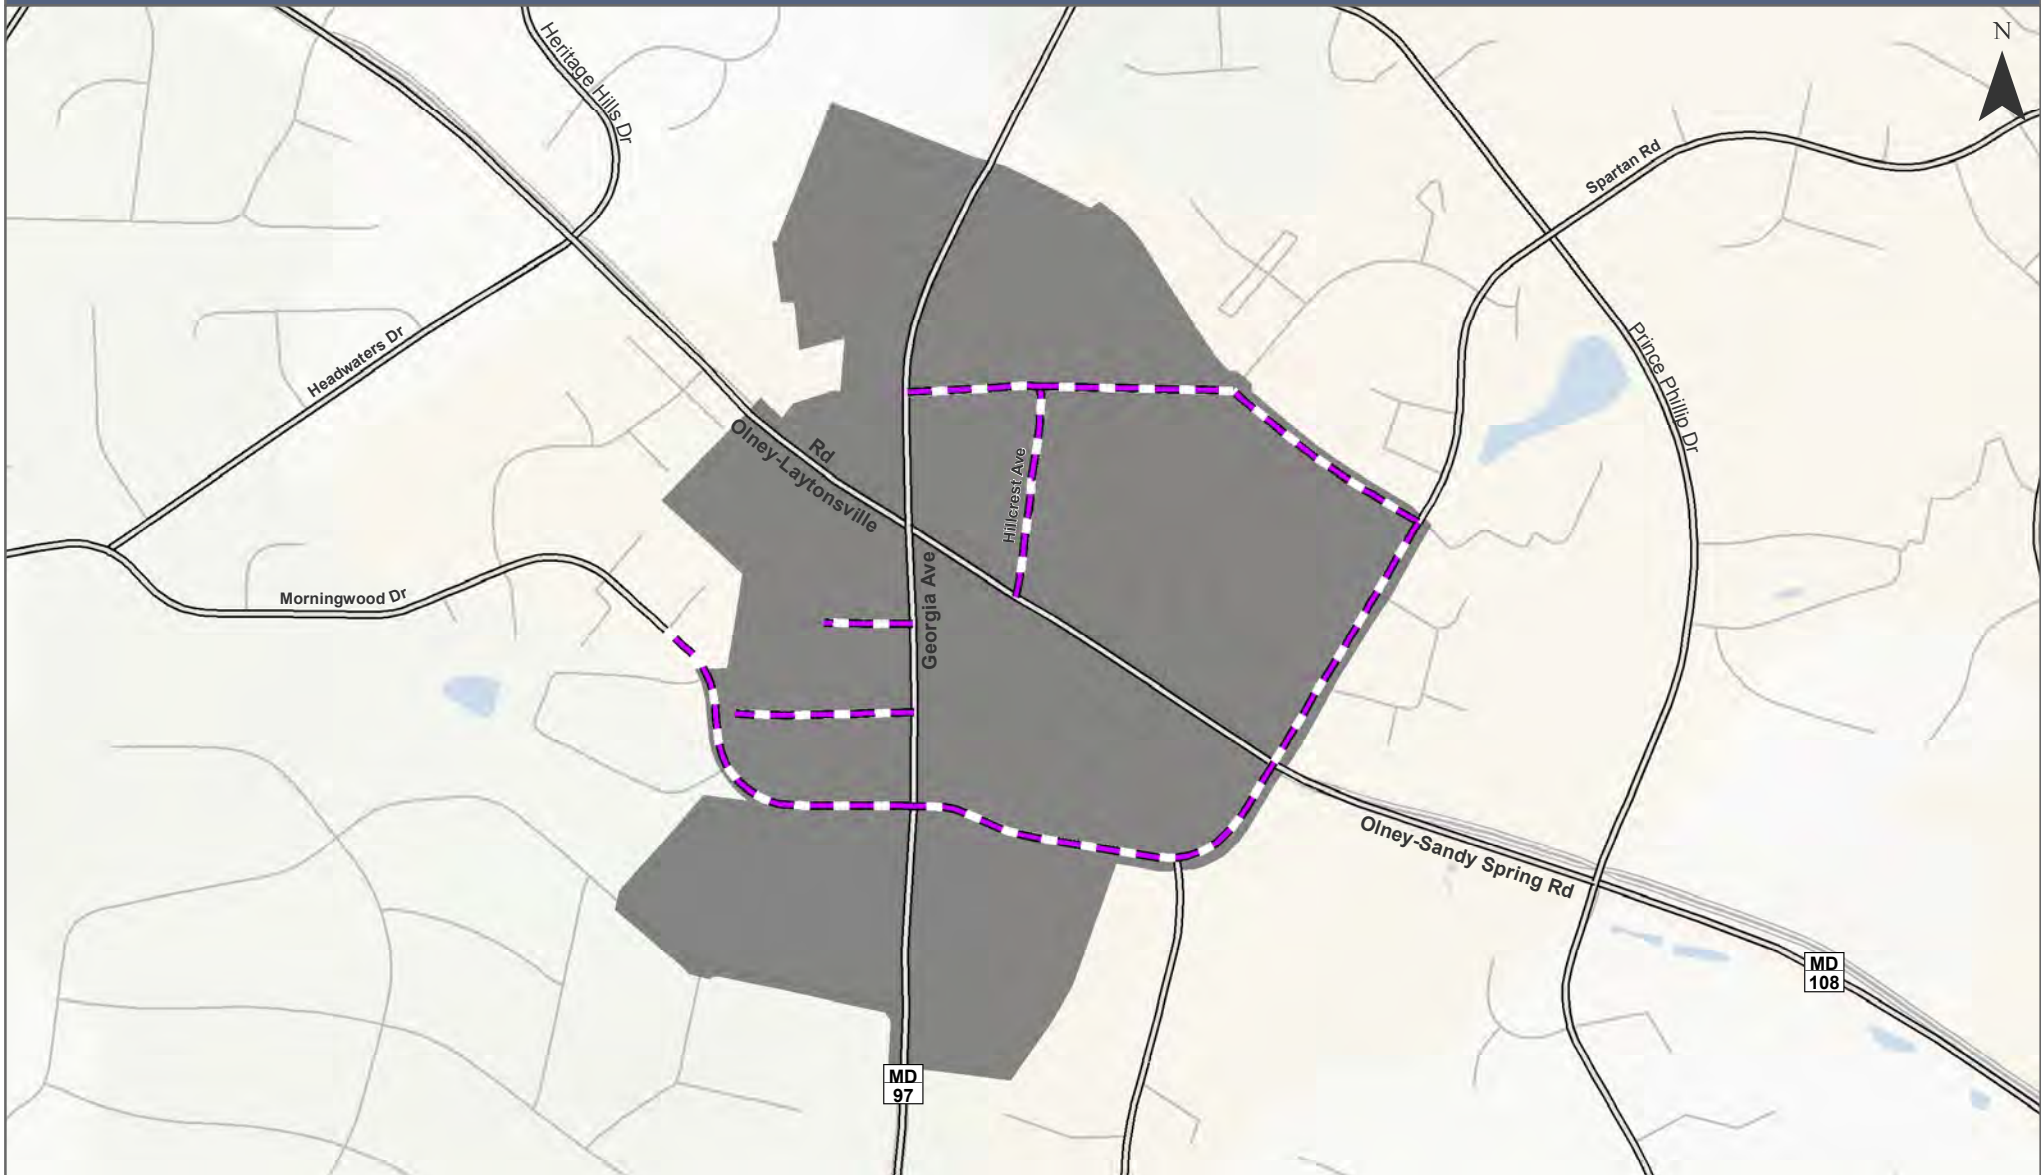 N
Heritage Hills Dr
Spartan Rd
Headwaters Dr
Prince Phillip Dr
Rd
Olney-Laytonsville
Hillcrest Ave
Georgia Ave
Morningwood Dr
Olney-Sandy Spring Rd
MD
108
MD
97